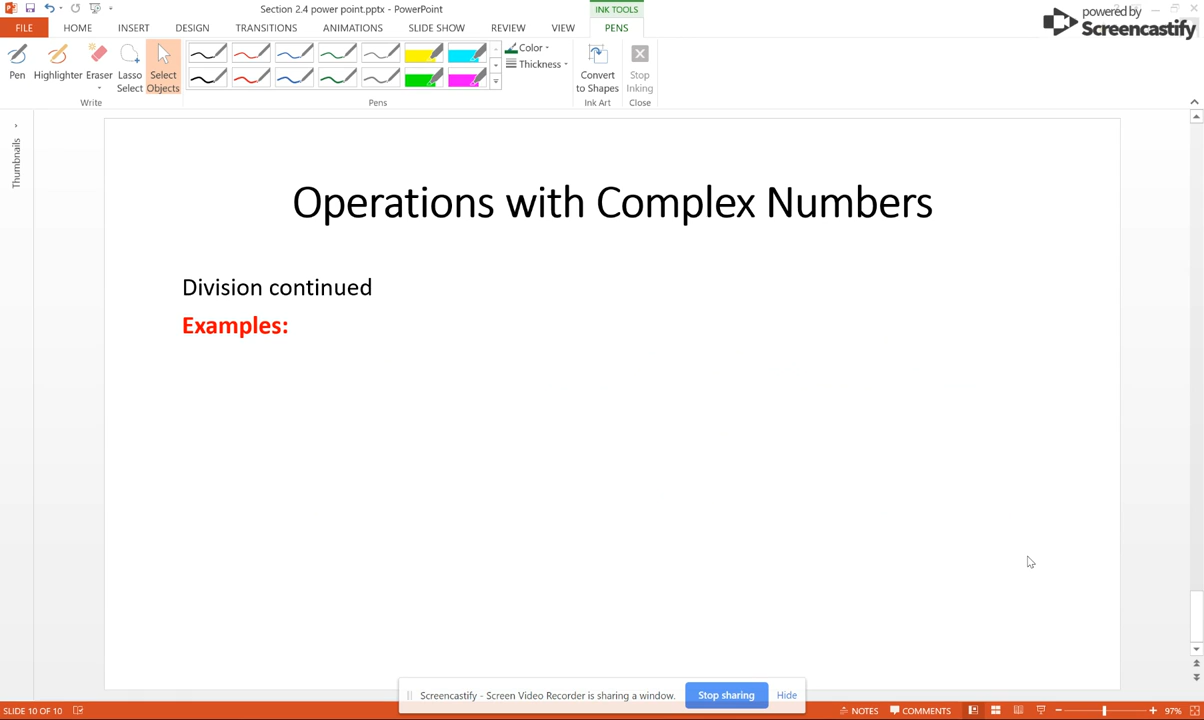 Section 2.4 power point.pptx - PowerPoint
INK TOOLS
FILE HOME INSERT DESIGN TRANSITIONS ANIMATIONS SLIDE SHOW REVIEW VIEW PENS
powered by
Screencastify
Pen Highlighter Eraser Lasso Select Select Objects
Color
Thickness
Convert to Shapes
Stop Inking
Write Pens Ink Art Close
Thumbnails
Operations with Complex Numbers
Division continued
Examples:
Screencastify - Screen Video Recorder is sharing a window. Stop sharing Hide
SLIDE 10 OF 10 NOTES COMMENTS 97%